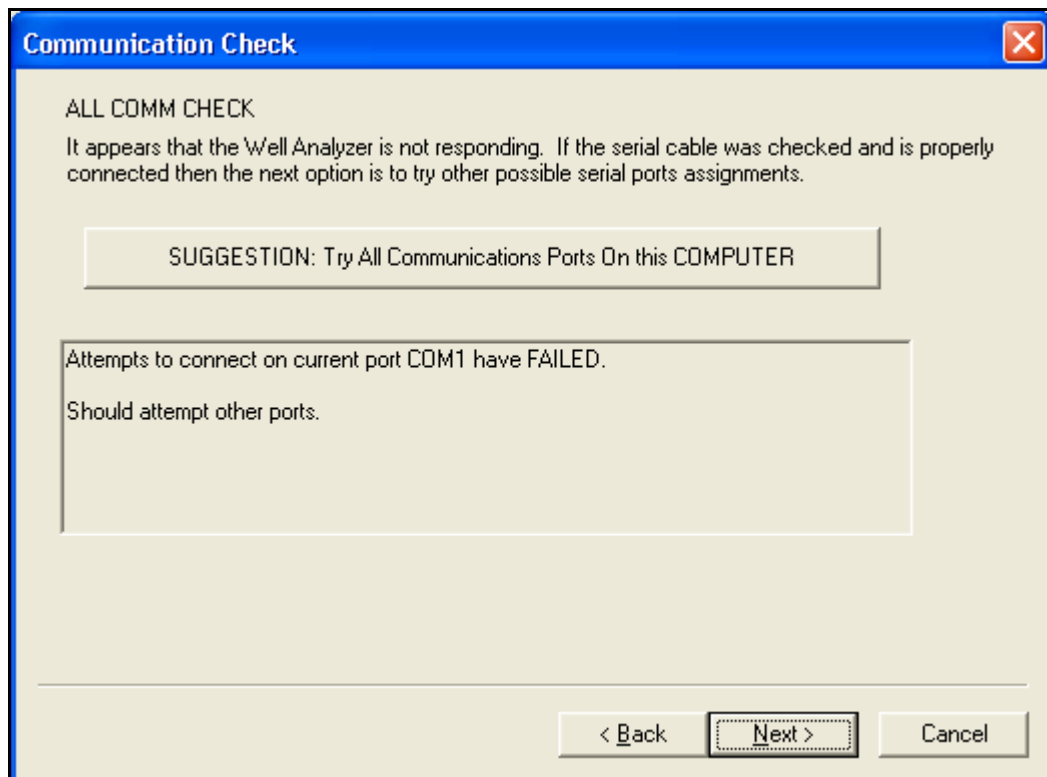 Communication Check
ALL COMM CHECK
It appears that the Well Analyzer is not responding.  If the serial cable was checked and is properly
connected then the next option is to try other possible serial ports assignments.
SUGGESTION: Try All Communications Ports On this COMPUTER
Attempts to connect on current port COM1 have FAILED.
Should attempt other ports.
< Back
Next >
Cancel